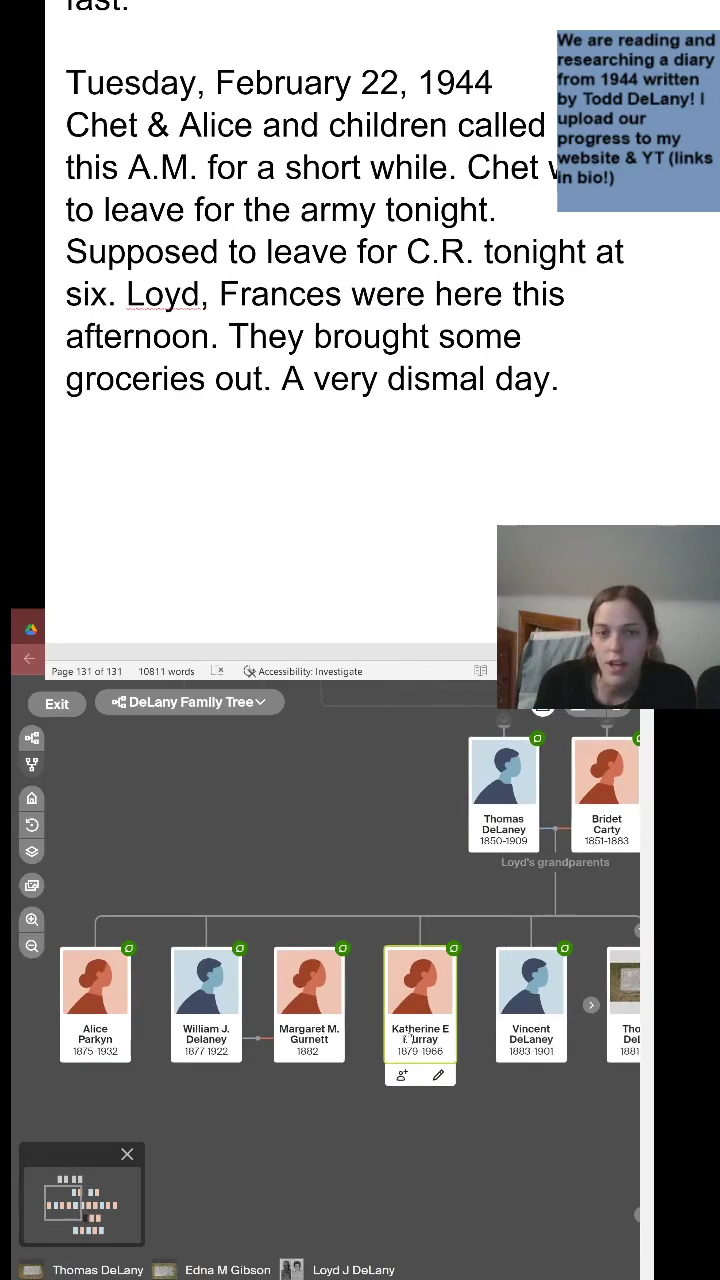 fast.
Tuesday, February 22, 1944
Chet & Alice and children called
this A.M. for a short while. Chet
to leave for the army tonight.
Supposed to leave for C.R. tonight at
six. Loyd, Frances were here this
afternoon. They brought some
groceries out. A very dismal day.
We are reading and
researching a diary
from 1944 written
by Todd DeLany! I
upload our
progress to my
website & YT (links
in bio!)
Page 131 of 131 10811 words Accessibility: Investigate
Exit
DeLany Family Tree
Thomas
DeLaney
1850-1909
Bridet
Carty
1851-1883
Loyd's grandparents
Alice
Parkyn
1875-1932
William J.
Delaney
1877-1922
Margaret M.
Gurnett
1882
Katherine E
1879-1966
Vincent
DeLaney
1883-1901
Tho
DeL
1881
Thomas DeLany
Edna M Gibson
Loyd J DeLany